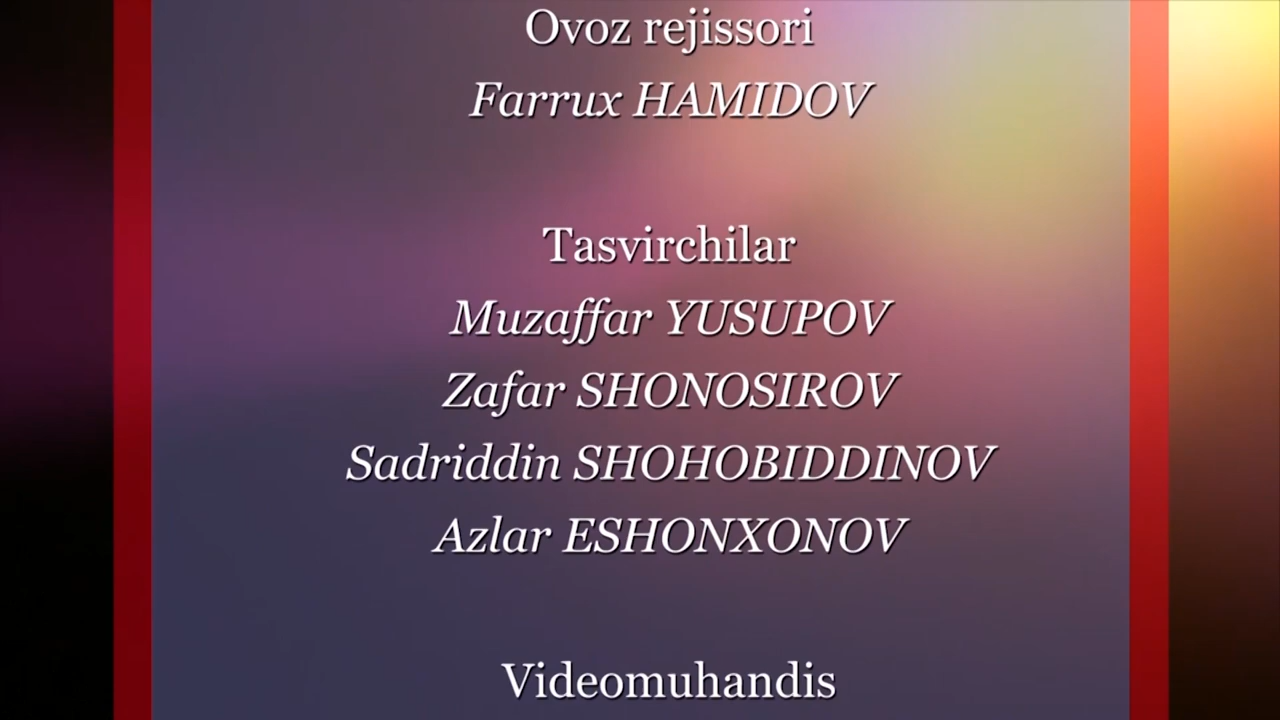 Ovoz rejissori
Farrux HAMIDOV
Tasvirchilar
Muzaffar YUSUPOV
Zafar SHONOSIROV
Sadriddin SHOHOBIDDINOV
Azlar ESHONXONOV
Videomuhandis